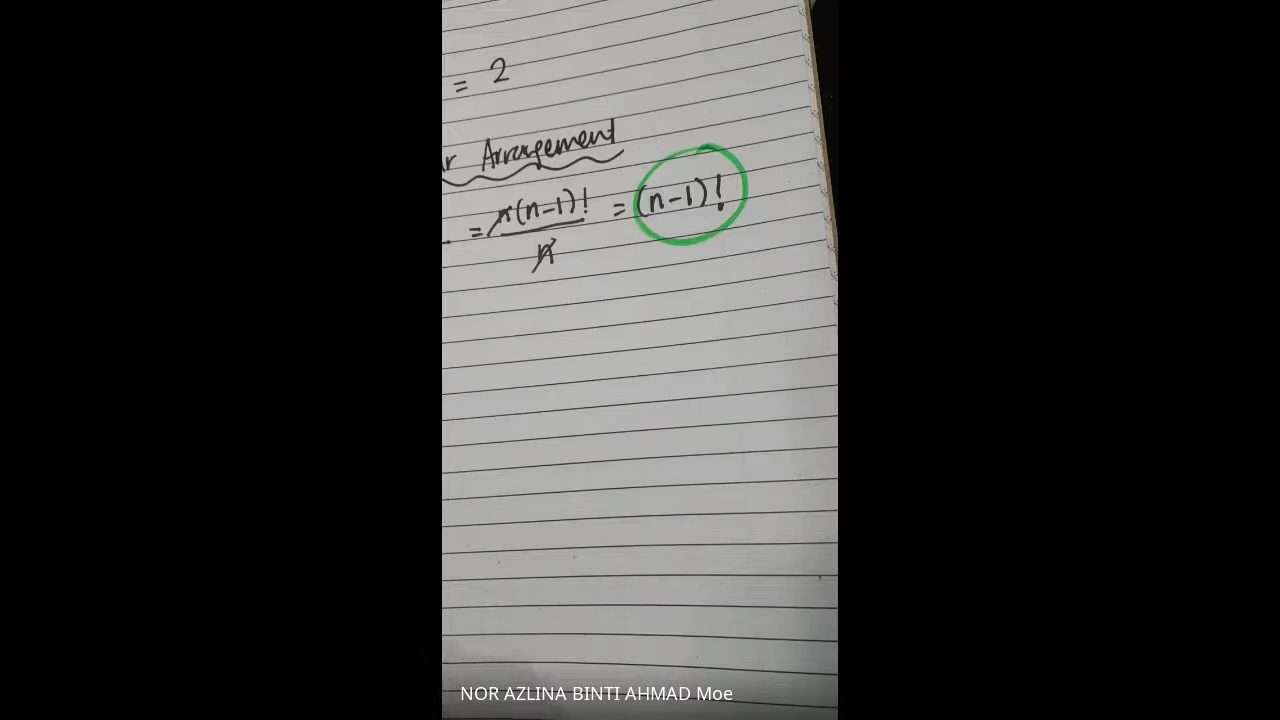 = 2
r Arrangement
= n(n-1)! / n = (n-1)!
NOR AZLINA BINTI AHMAD Moe